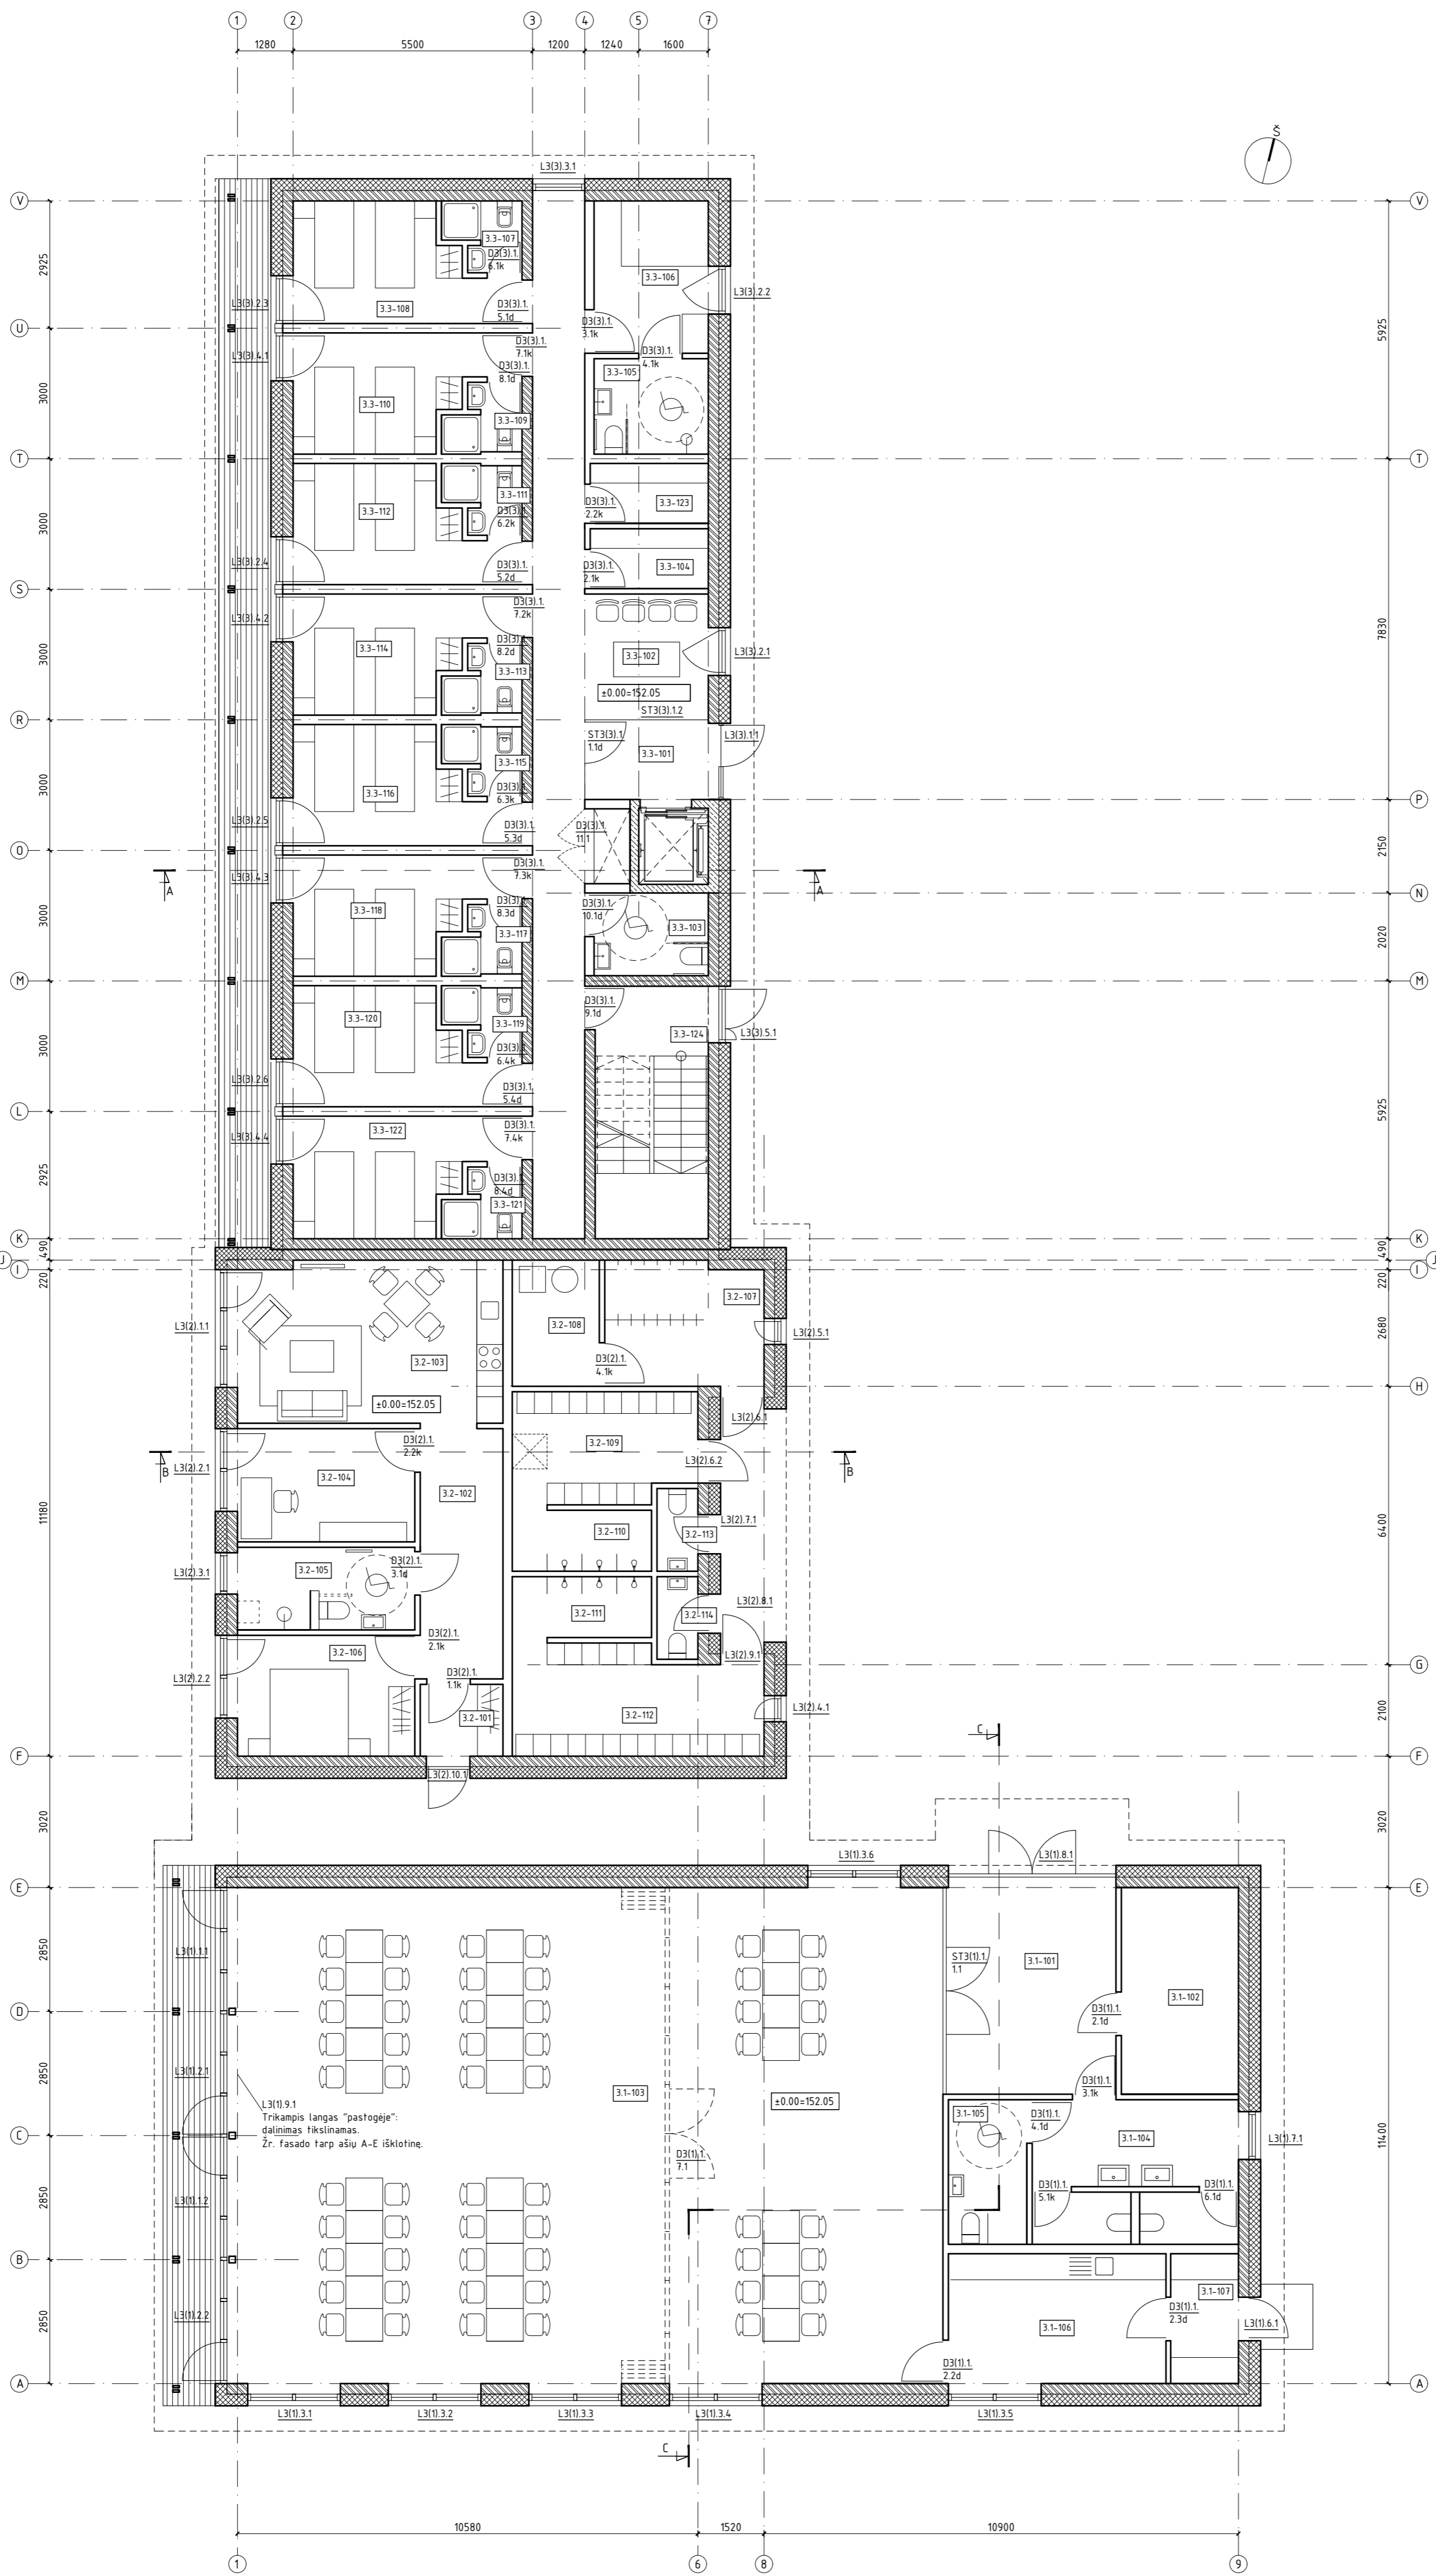 1
2
3
4
5
7
1280
5500
1200
1240
1600
Š
L3(3).3.1
V
V
3.3-107
D3(3).1.
6.1k
2925
3.3-106
L3(3).2.2
L3(3).2.3
3.3-108
D3(3).1.
5.1d
D3(3).1.
3.1k
5925
U
D3(3).1.
7.1k
L3(3).4.1
D3(3).1.
4.1k
D3(3).1.
8.1d
3.3-105
3000
3.3-110
3.3-109
T
T
3.3-111
3.3-112
D3(3).1.
6.2k
D3(3).1.
2.2k
3.3-123
3000
L3(3).2.4
D3(3).1.
5.2d
D3(3).1.
2.1k
3.3-104
S
D3(3).1.
7.2k
L3(3).4.2
7830
3000
D3(3).1.
8.2d
3.3-114
3.3-113
3.3-102
L3(3).2.1
±0.00=152.05
ST3(3).1.2
R
ST3(3).1
1.1d
L3(3).1.1
3.3-101
3.3-115
3000
3.3-116
D3(3).1.
6.3k
P
L3(3).2.5
D3(3).1.
5.3d
D3(3).1.
11.1
O
2150
D3(3).1.
7.3k
L3(3).4.3
A
A
N
3000
D3(3).1.
8.3d
D3(3).1.
10.1d
3.3-118
3.3-117
3.3-103
2020
M
M
D3(3).1.
9.1d
3.3-120
3.3-119
3.3-124
L3(3).5.1
3000
D3(3).1.
6.4k
L3(3).2.6
D3(3).1.
5.4d
L
5925
L3(3).4.4
3.3-122
D3(3).1.
7.4k
2925
D3(3).1.
8.4d
3.3-121
K
K
490
490
J
J
I
I
220
220
3.2-107
L3(2).1.1
3.2-108
L3(2).5.1
2680
3.2-103
D3(2).1.
4.1k
H
±0.00=152.05
L3(2).6.1
D3(2).1.
2.2k
3.2-109
L3(2).6.2
B
B
L3(2).2.1
3.2-104
3.2-102
11180
L3(2).7.1
3.2-110
3.2-113
6400
L3(2).3.1
3.2-105
D3(2).1.
3.1d
L3(2).8.1
3.2-111
3.2-114
D3(2).1.
2.1k
3.2-106
L3(2).9.1
G
L3(2).2.2
D3(2).1.
1.1k
3.2-101
3.2-112
L3(2).4.1
2100
C
F
F
L3(2).10.1
3020
3020
L3(1).3.6
L3(1).8.1
E
E
2850
L3(1).1.1
ST3(1).1.
1.1
3.1-101
3.1-102
D
D3(1).1.
2.1d
2850
L3(1).2.1
3.1-103
D3(1).1.
3.1k
±0.00=152.05
L3(1).9.1
Trikampis langas "pastogėje":
dalinimas tikslinamas.
Žr. fasado tarp ašių A-E išklotinę.
3.1-105
D3(1).1.
4.1d
C
3.1-104
L3(1).7.1
11400
D3(1).1.
7.1
D3(1).1.
5.1k
D3(1).1.
6.1d
2850
L3(1).1.2
B
3.1-107
D3(1).1.
2.3d
L3(1).2.2
2850
3.1-106
L3(1).6.1
D3(1).1.
2.2d
A
A
L3(1).3.1
L3(1).3.2
L3(1).3.3
L3(1).3.4
L3(1).3.5
C
10580
1520
10900
1
6
8
9